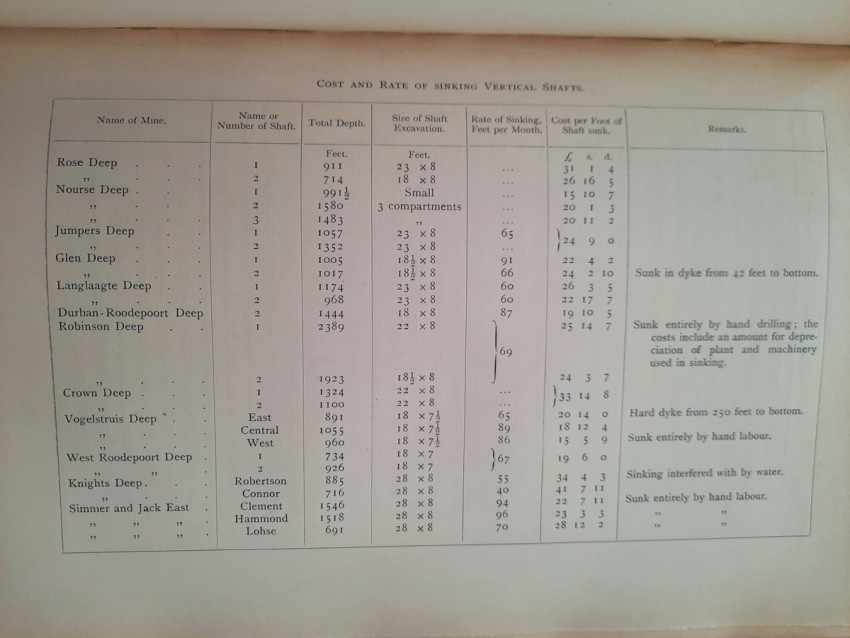 COST AND RATE OF SINKING VERTICAL SHAFTS.
Name of Mine. Name or Number of Shaft. Total Depth. Size of Shaft Excavation. Rate of Sinking. Feet per Month. Cost per Foot of Shaft sunk. Remarks.
Feet. Feet. £ s. d.
Rose Deep . . . 1 911 23 × 8 ... 31 1 4
„ . . . 2 714 18 × 8 ... 26 16 5
Nourse Deep . . . 1 991½ Small ... 15 10 7
„ . . . 2 1580 3 compartments ... 20 1 3
„ . . . 3 1483 „ ... 20 11 2
Jumpers Deep . . 1 1057 23 × 8 65 } 24 9 0
„ . . . 2 1352 23 × 8 ...
Glen Deep . . . 1 1005 18½ × 8 91 22 4 2
„ . . . 2 1017 18½ × 8 66 24 2 10 Sunk in dyke from 42 feet to bottom.
Langlaagte Deep . . 1 1174 23 × 8 60 26 3 5
„ . . . 2 968 23 × 8 60 22 17 7
Durban-Roodepoort Deep 2 1444 18 × 8 87 19 10 5
Robinson Deep . . 1 2389 22 × 8 } 69 25 14 7 Sunk entirely by hand drilling; the
costs include an amount for depre-
ciation of plant and machinery
used in sinking.
„ . . . 2 1923 18½ × 8 24 3 7
Crown Deep . . . 1 1324 22 × 8 ... } 33 14 8
„ . . . 2 1100 22 × 8 ...
Vogelstruis Deep . . East 891 18 × 7½ 65 20 14 0 Hard dyke from 250 feet to bottom.
„ . . . Central 1055 18 × 7½ 89 18 12 4
„ . . . West 960 18 × 7½ 86 15 5 9 Sunk entirely by hand labour.
West Roodepoort Deep . 1 734 18 × 7 } 67 19 6 0
„ „ . 2 926 18 × 7
Knights Deep . . . Robertson 885 28 × 8 55 34 4 3 Sinking interfered with by water.
„ . . . Connor 716 28 × 8 40 41 7 11
Simmer and Jack East . Clement 1546 28 × 8 94 22 7 11 Sunk entirely by hand labour.
„ „ „ . Hammond 1518 28 × 8 96 23 3 3 „ „
„ „ „ . Lohse 691 28 × 8 70 28 12 2 „ „